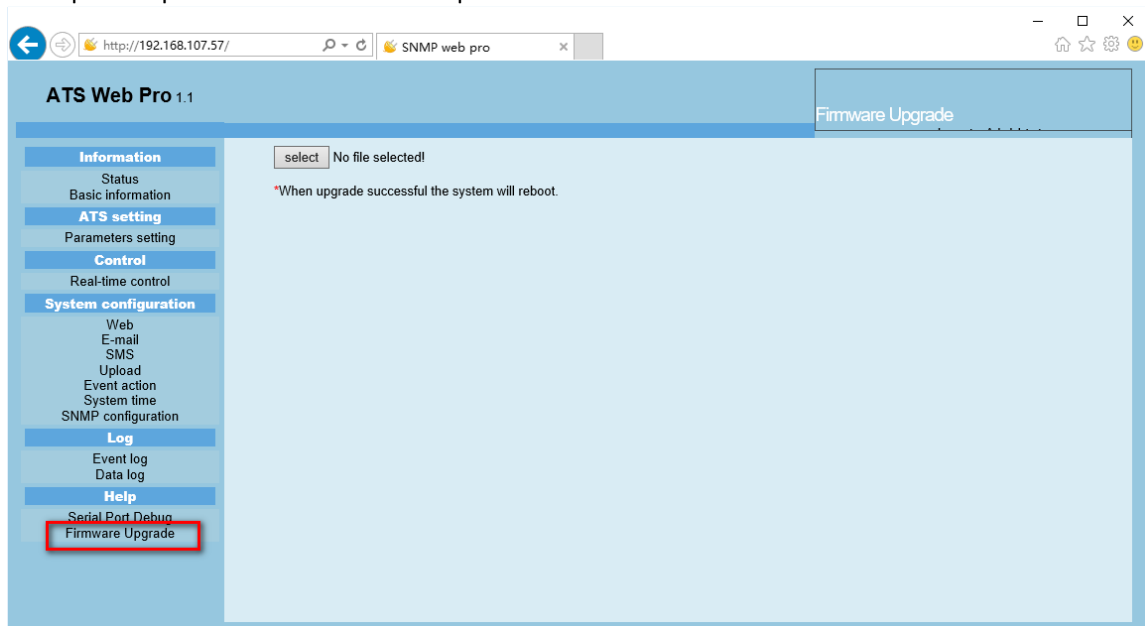 http://192.168.107.57/
SNMP web pro
ATS Web Pro 1.1
Firmware Upgrade
Information
Status
Basic information
ATS setting
Parameters setting
Control
Real-time control
System configuration
Web
E-mail
SMS
Upload
Event action
System time
SNMP configuration
Log
Event log
Data log
Help
Serial Port Debug
Firmware Upgrade
select No file selected!
*When upgrade successful the system will reboot.